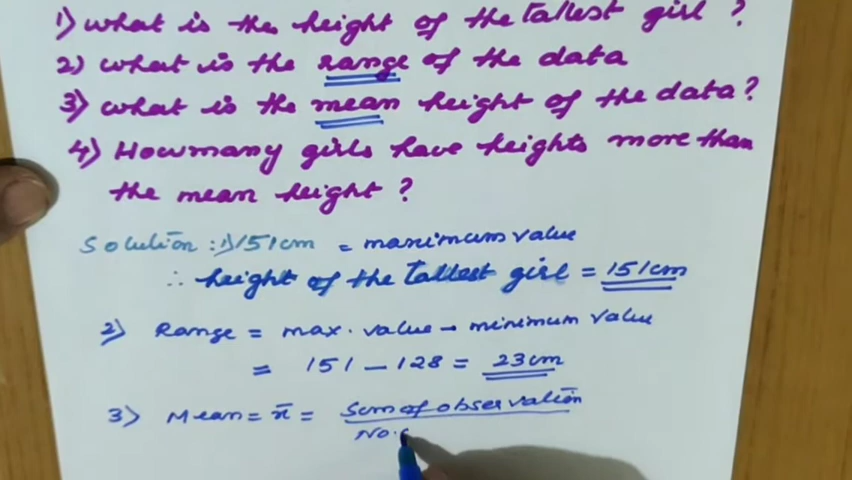 1) what is the height of the tallest girl ?
2) what is the range of the data
3) what is the mean height of the data?
4) How many girls have heights more than
the mean height ?
Solution : 1) 151cm = maximum value
∴ height of the tallest girl = 151cm
2) Range = max. value - minimum value
= 151 - 128 = 23cm
3) Mean = x̄ = Sum of observation
No.